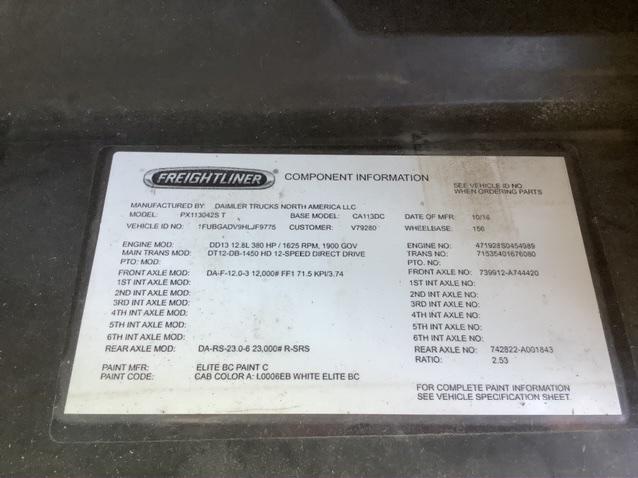 FREIGHTLINER COMPONENT INFORMATION
SEE VEHICLE ID NO.
WHEN ORDERING PARTS
MANUFACTURED BY: DAIMLER TRUCKS NORTH AMERICA LLC
MODEL: PX113042S T BASE MODEL: CA113DC DATE OF MFR: 10/16
VEHICLE ID NO: 1FUBGADV9HLJF9775 CUSTOMER: V79280 WHEELBASE: 156
ENGINE MOD: DD13 12.8L 380 HP / 1625 RPM, 1900 GOV ENGINE NO: 471928S0454989
MAIN TRANS MOD: DT12-DB-1450 HD 12-SPEED DIRECT DRIVE TRANS NO: 71535401676080
PTO: MOD: PTO. NO:
FRONT AXLE MOD: DA-F-12.0-3 12,000# FF1 71.5 KPI/3.74 FRONT AXLE NO: 739912-A744420
1ST INT AXLE MOD: 1ST INT AXLE NO:
2ND INT AXLE MOD: 2ND INT AXLE NO:
3RD INT AXLE MOD: 3RD INT AXLE NO:
4TH INT AXLE MOD: 4TH INT AXLE NO:
5TH INT AXLE MOD: 5TH INT AXLE NO:
6TH INT AXLE MOD: 6TH INT AXLE NO:
REAR AXLE MOD: DA-RS-23.0-6 23,000# R-SRS REAR AXLE NO: 742822-A001843
RATIO: 2.53
PAINT MFR: ELITE BC PAINT C
PAINT CODE: CAB COLOR A: L0006EB WHITE ELITE BC
FOR COMPLETE PAINT INFORMATION
SEE VEHICLE SPECIFICATION SHEET.